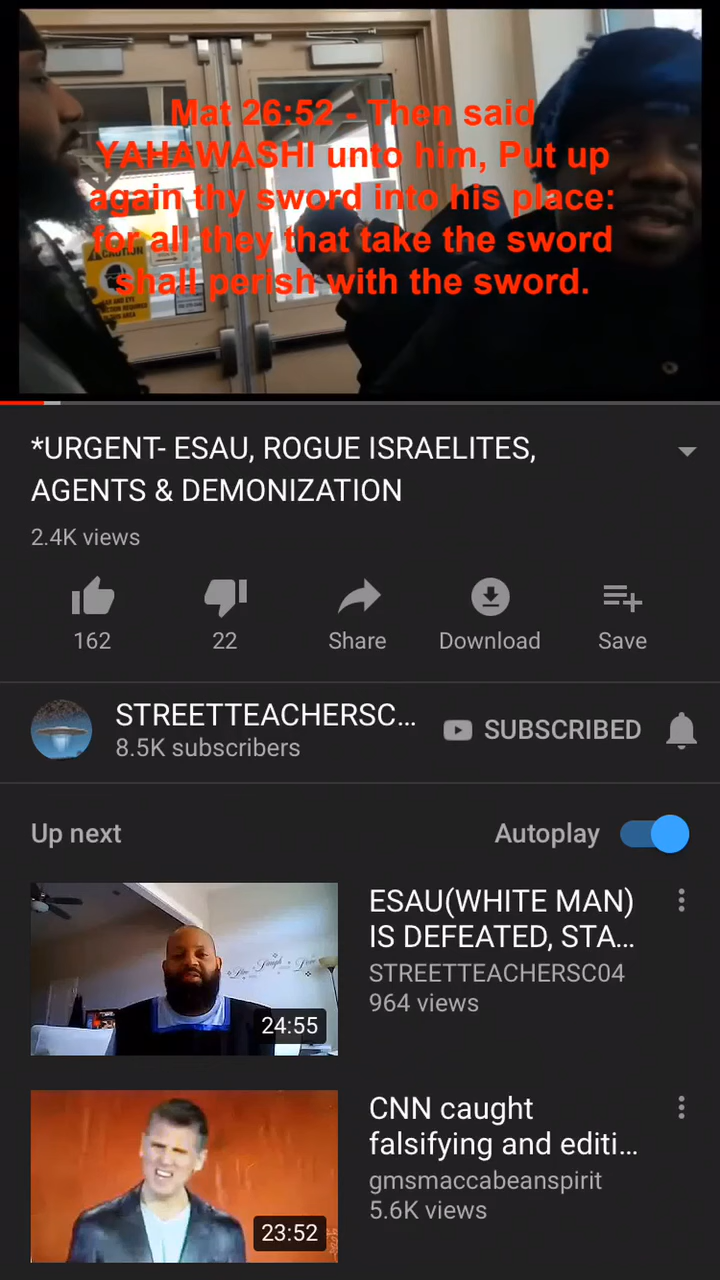 Mat 26:52 - Then said
YAHAWASHI unto him, Put up
again thy sword into his place:
for all they that take the sword
shall perish with the sword.
CAUTION
*URGENT- ESAU, ROGUE ISRAELITES,
AGENTS & DEMONIZATION
2.4K views
162
22
Share
Download
Save
STREETTEACHERSC...
8.5K subscribers
SUBSCRIBED
Up next
Autoplay
ESAU(WHITE MAN)
IS DEFEATED, STA...
STREETTEACHERSC04
964 views
24:55
CNN caught
falsifying and editi...
gmsmaccabeanspirit
5.6K views
23:52